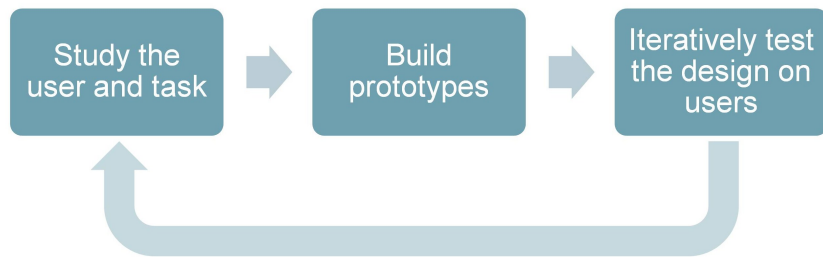 Study the
user and task
Build
prototypes
Iteratively test
the design on
users